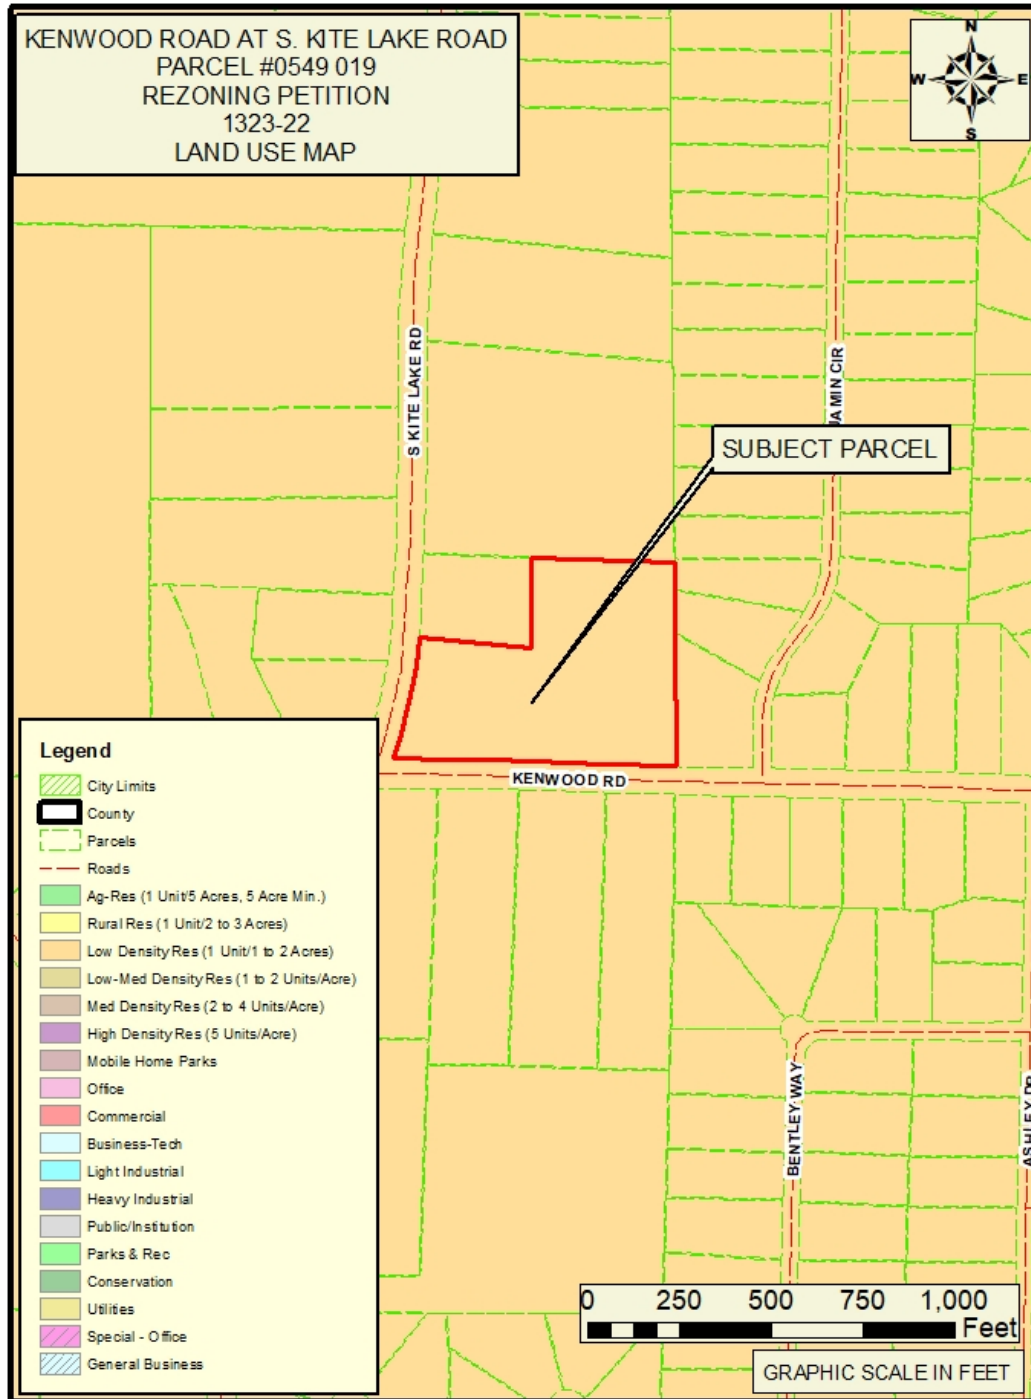 KENWOOD ROAD AT S. KITE LAKE ROAD
PARCEL #0549 019
REZONING PETITION
1323-22
LAND USE MAP
N
W
E
S
S KITE LAKE RD
JAMIN CIR
SUBJECT PARCEL
KENWOOD RD
Legend
City Limits
County
Parcels
Roads
Ag-Res (1 Unit/5 Acres, 5 Acre Min.)
Rural Res (1 Unit/2 to 3 Acres)
Low Density Res (1 Unit/1 to 2 Acres)
Low-Med Density Res (1 to 2 Units/Acre)
Med Density Res (2 to 4 Units/Acre)
High Density Res (5 Units/Acre)
Mobile Home Parks
Office
Commercial
Business-Tech
Light Industrial
Heavy Industrial
Public/Institution
Parks & Rec
Conservation
Utilities
Special - Office
General Business
BENTLEY WAY
ASHLEY DR
0 250 500 750 1,000
Feet
GRAPHIC SCALE IN FEET